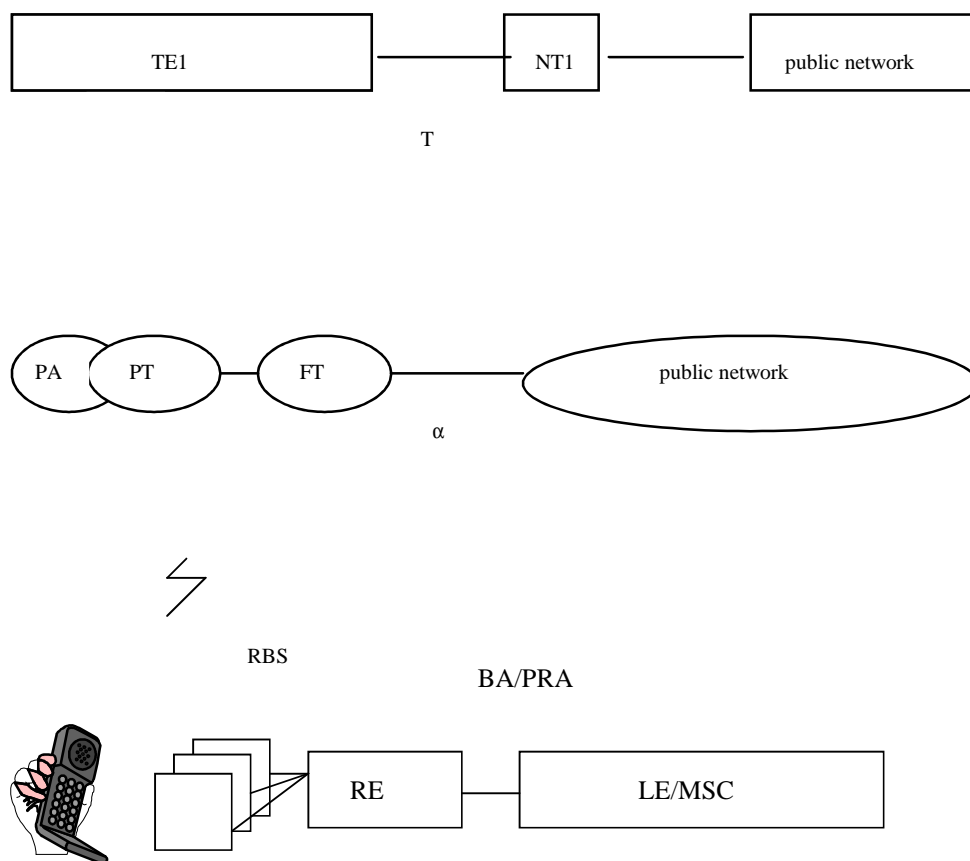 TE1 NT1 public network
T
PA PT FT public network
α
RBS
BA/PRA
RE LE/MSC